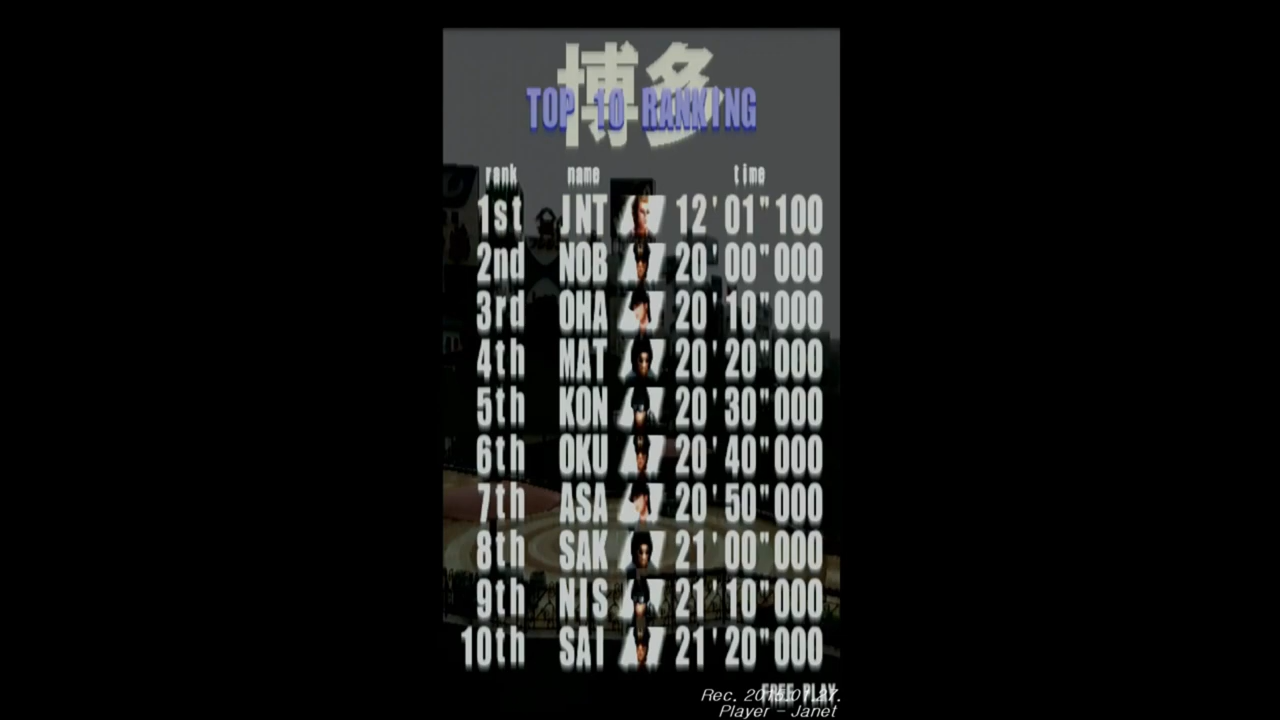 博多
TOP 10 RANKING
rank name time
1st JNT 12'01"100
2nd NOB 20'00"000
3rd OHA 20'10"000
4th MAT 20'20"000
5th KON 20'30"000
6th OKU 20'40"000
7th ASA 20'50"000
8th SAK 21'00"000
9th NIS 21'10"000
10th SAI 21'20"000
FREE PLAY
Rec.
Player - Janet